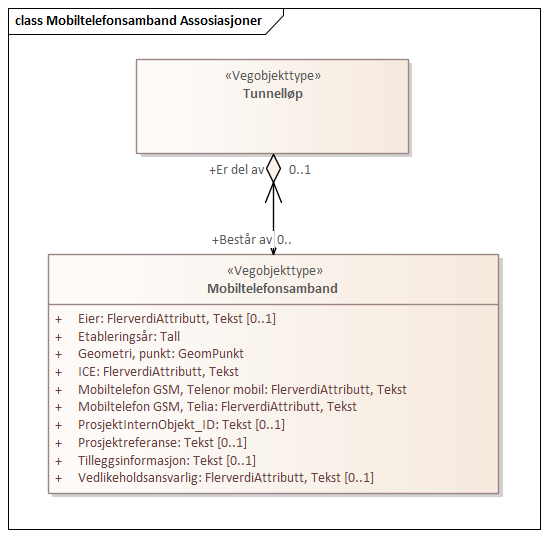 class Mobiltelefonsamband Assosiasjoner
«Vegobjekttype»
Tunnelløp
+Er del av 0..1
+Består av 0..
«Vegobjekttype»
Mobiltelefonsamband
+ Eier: FlerverdiAttributt, Tekst [0..1]
+ Etableringsår: Tall
+ Geometri, punkt: GeomPunkt
+ ICE: FlerverdiAttributt, Tekst
+ Mobiltelefon GSM, Telenor mobil: FlerverdiAttributt, Tekst
+ Mobiltelefon GSM, Telia: FlerverdiAttributt, Tekst
+ ProsjektInternObjekt_ID: Tekst [0..1]
+ Prosjektreferanse: Tekst [0..1]
+ Tilleggsinformasjon: Tekst [0..1]
+ Vedlikeholdsansvarlig: FlerverdiAttributt, Tekst [0..1]